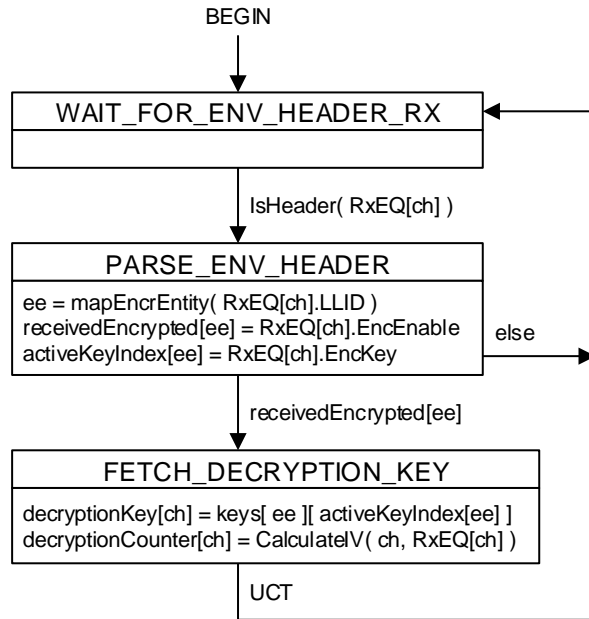 BEGIN
WAIT_FOR_ENV_HEADER_RX
IsHeader( RxEQ[ch] )
PARSE_ENV_HEADER
ee = mapEncrEntity( RxEQ[ch].LLID )
receivedEncrypted[ee] = RxEQ[ch].EncEnable
activeKeyIndex[ee] = RxEQ[ch].EncKey
else
receivedEncrypted[ee]
FETCH_DECRYPTION_KEY
decryptionKey[ch] = keys[ ee ][ activeKeyIndex[ee] ]
decryptionCounter[ch] = CalculateIV( ch, RxEQ[ch] )
UCT